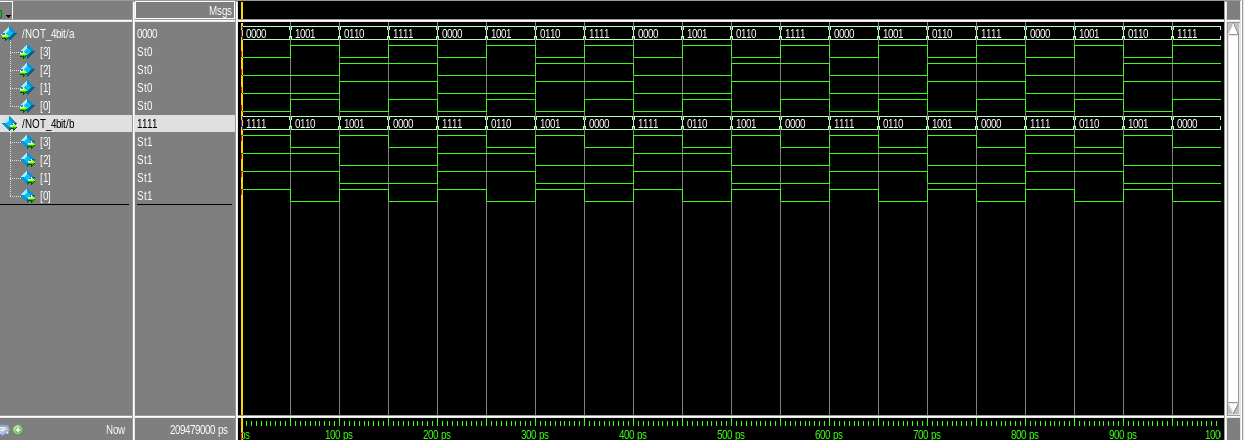 Msgs
/NOT_4bit/a 0000 0000 1001 0110 1111 0000 1001 0110 1111 0000 1001 0110 1111 0000 1001 0110 1111 0000 1001 0110 1111
[3] St0
[2] St0
[1] St0
[0] St0
/NOT_4bit/b 1111 1111 0110 1001 0000 1111 0110 1001 0000 1111 0110 1001 0000 1111 0110 1001 0000 1111 0110 1001 0000
[3] St1
[2] St1
[1] St1
[0] St1
Now 209479000 ps ps 100 ps 200 ps 300 ps 400 ps 500 ps 600 ps 700 ps 800 ps 900 ps 100